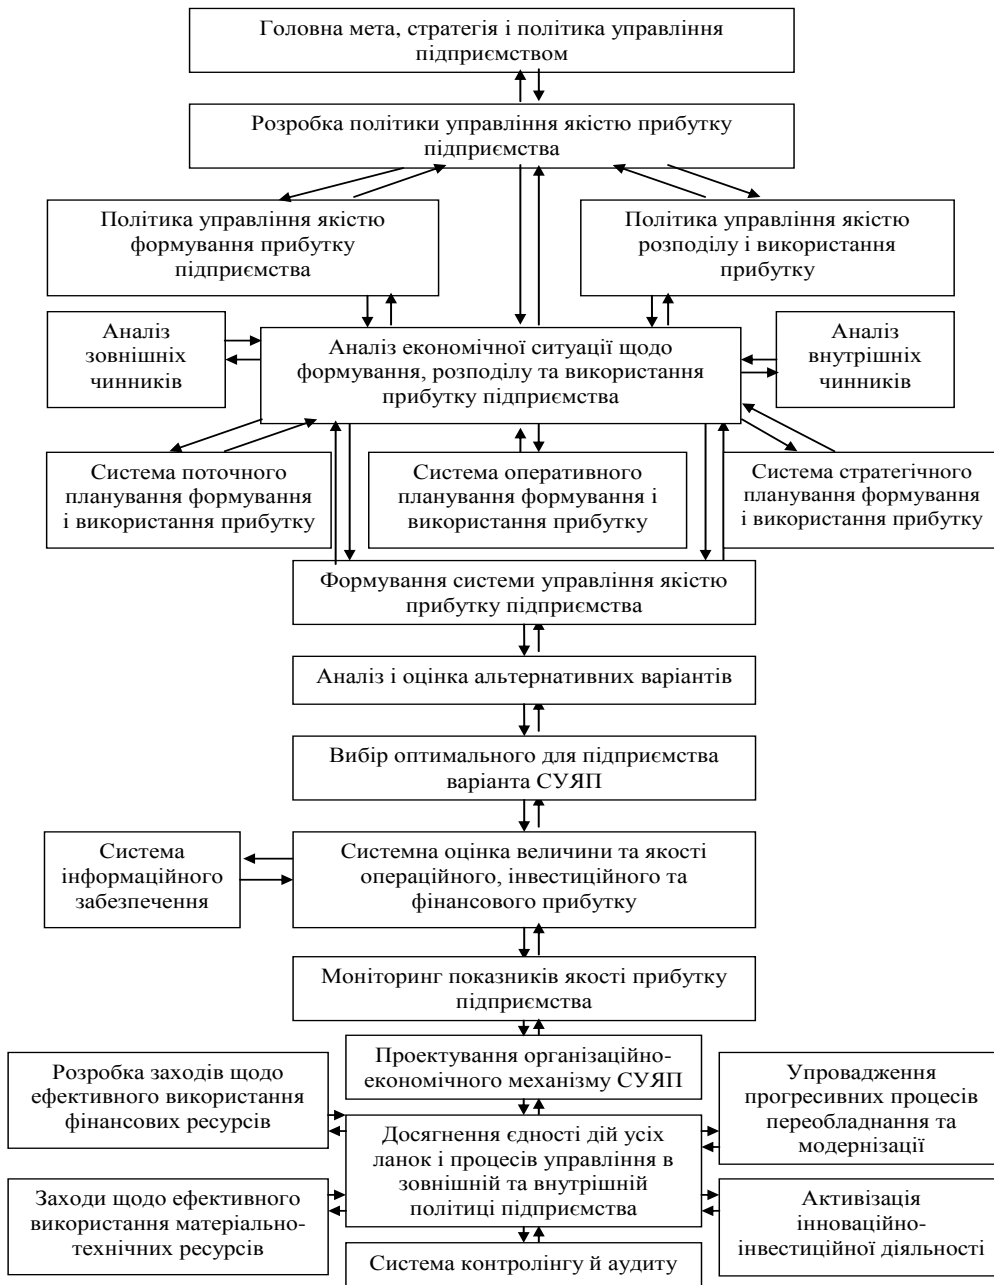 Головна мета, стратегія і політика управління
підприємством
Розробка політики управління якістю прибутку
підприємства
Політика управління якістю
формування прибутку
підприємства
Політика управління якістю
розподілу і використання
прибутку
Аналіз
зовнішніх
чинників
Аналіз економічної ситуації щодо
формування, розподілу та використання
прибутку підприємства
Аналіз
внутрішніх
чинників
Система поточного
планування формування
і використання прибутку
Система оперативного
планування формування і
використання прибутку
Система стратегічного
планування формування
і використання прибутку
Формування системи управління якістю
прибутку підприємства
Аналіз і оцінка альтернативних варіантів
Вибір оптимального для підприємства
варіанта СУЯП
Система
інформаційного
забезпечення
Системна оцінка величини та якості
операційного, інвестиційного та
фінансового прибутку
Моніторинг показників якості прибутку
підприємства
Проектування організаційно-
економічного механізму СУЯП
Розробка заходів щодо
ефективного використання
фінансових ресурсів
Упровадження
прогресивних процесів
переобладнання та
модернізації
Досягнення єдності дій усіх
ланок і процесів управління в
зовнішній та внутрішній
політиці підприємства
Заходи щодо ефективного
використання матеріально-
технічних ресурсів
Активізація
інноваційно-
інвестиційної діяльності
Система контролінгу й аудиту